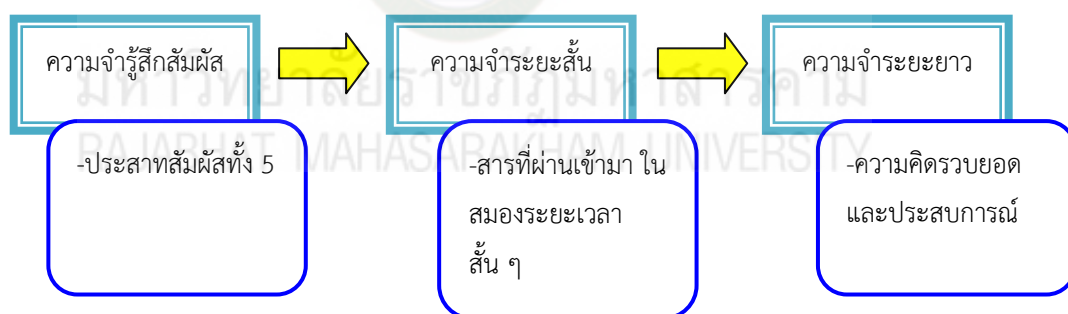 ความจำรู้สึกสัมผัส
ความจำระยะสั้น
ความจำระยะยาว
มหาวิทยาลัยราชภัฏมหาสารคาม
RAJABHAT MAHASARAKHAM UNIVERSITY
-ประสาทสัมผัสทั้ง 5
-สารที่ผ่านเข้ามา ใน
สมองระยะเวลา
สั้น ๆ
-ความคิดรวบยอด
และประสบการณ์